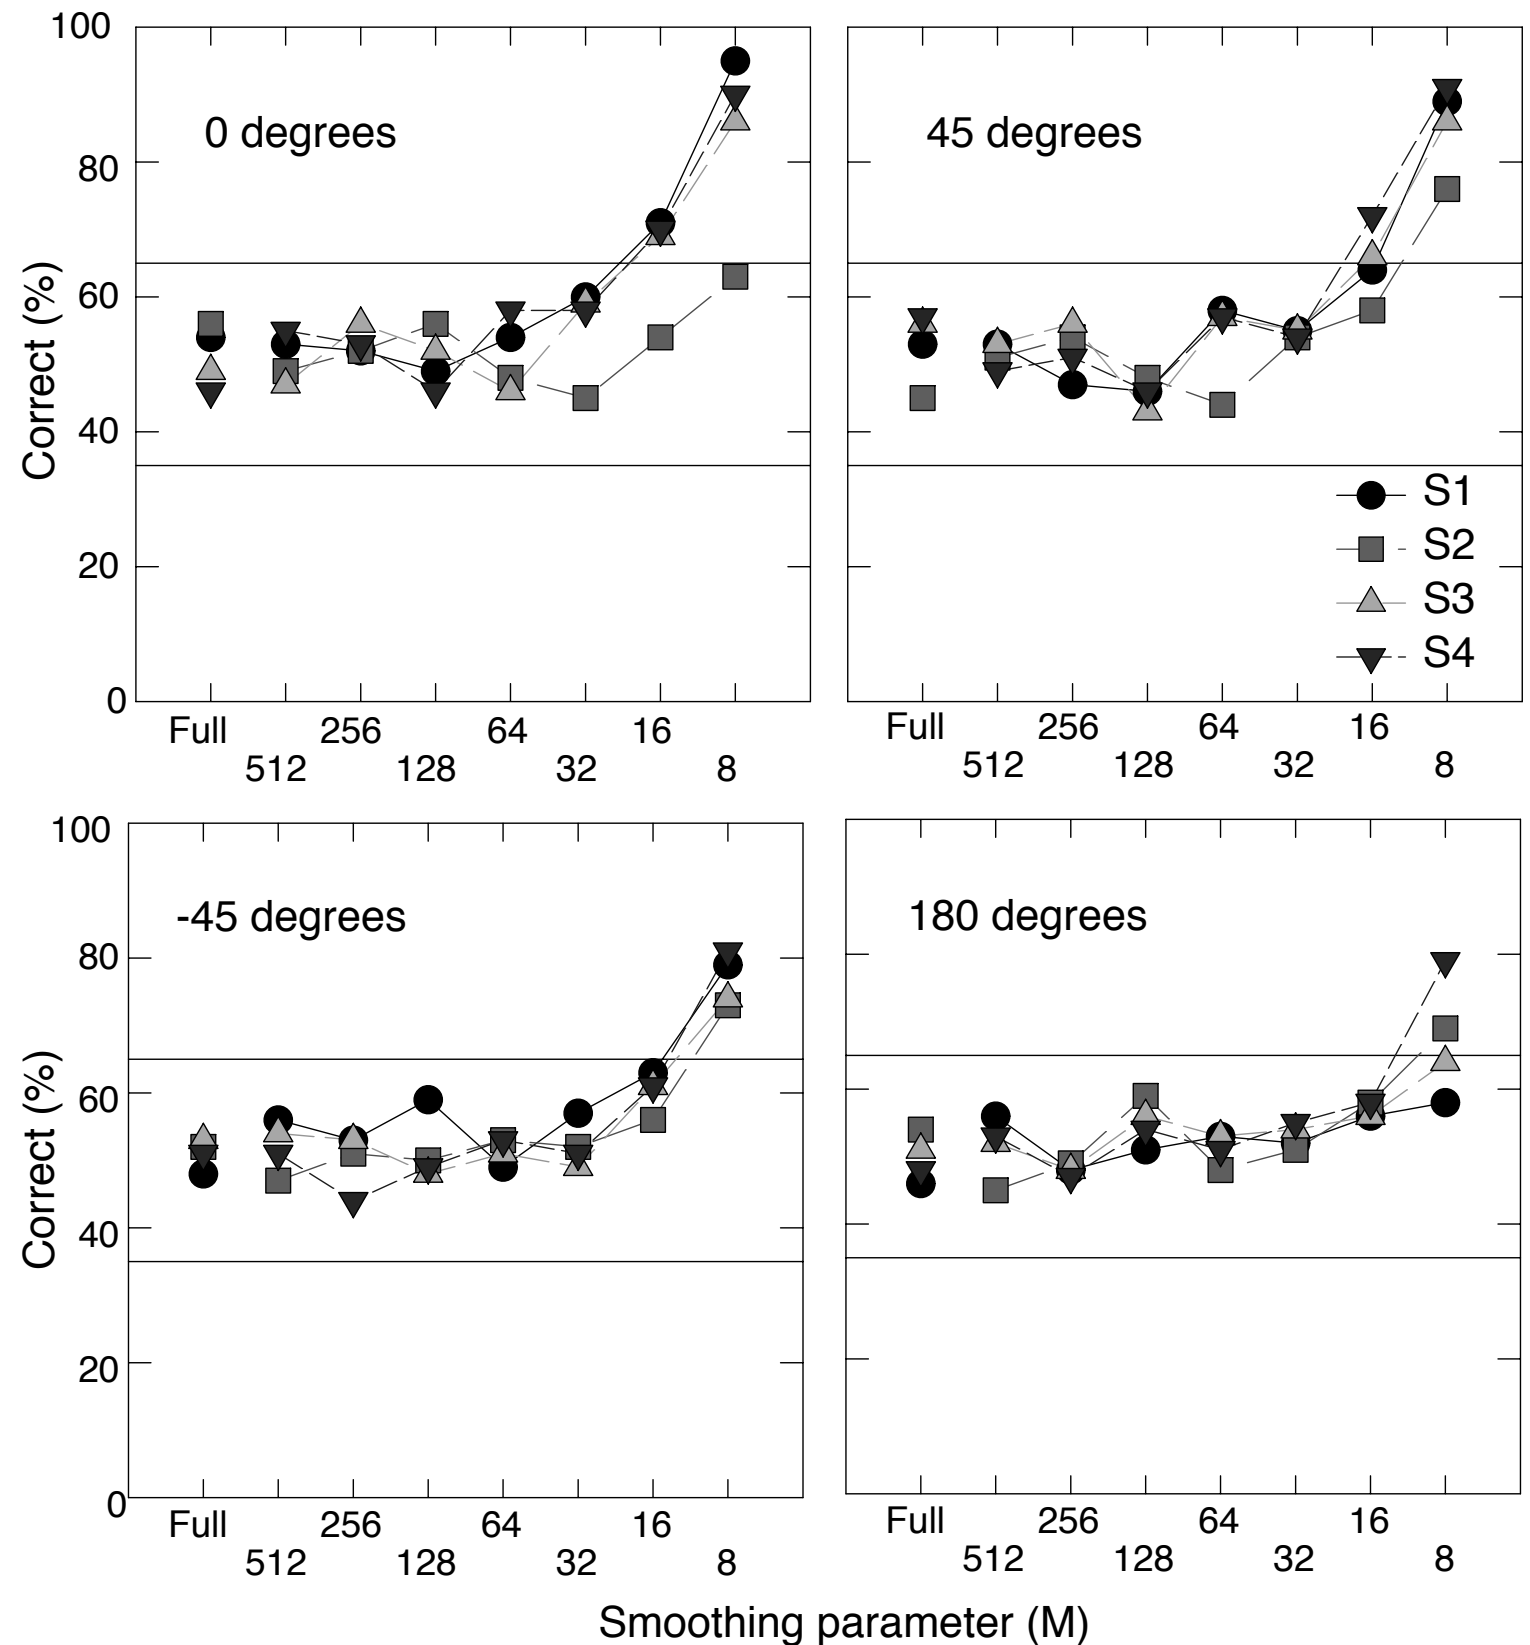 100
80
60
40
20
0
Correct (%)
0 degrees
Full 256 64 16
512 128 32 8
45 degrees
S1
S2
S3
S4
Full 256 64 16
512 128 32 8
100
80
60
40
20
0
Correct (%)
-45 degrees
Full 256 64 16
512 128 32 8
180 degrees
Full 256 64 16
512 128 32 8
Smoothing parameter (M)